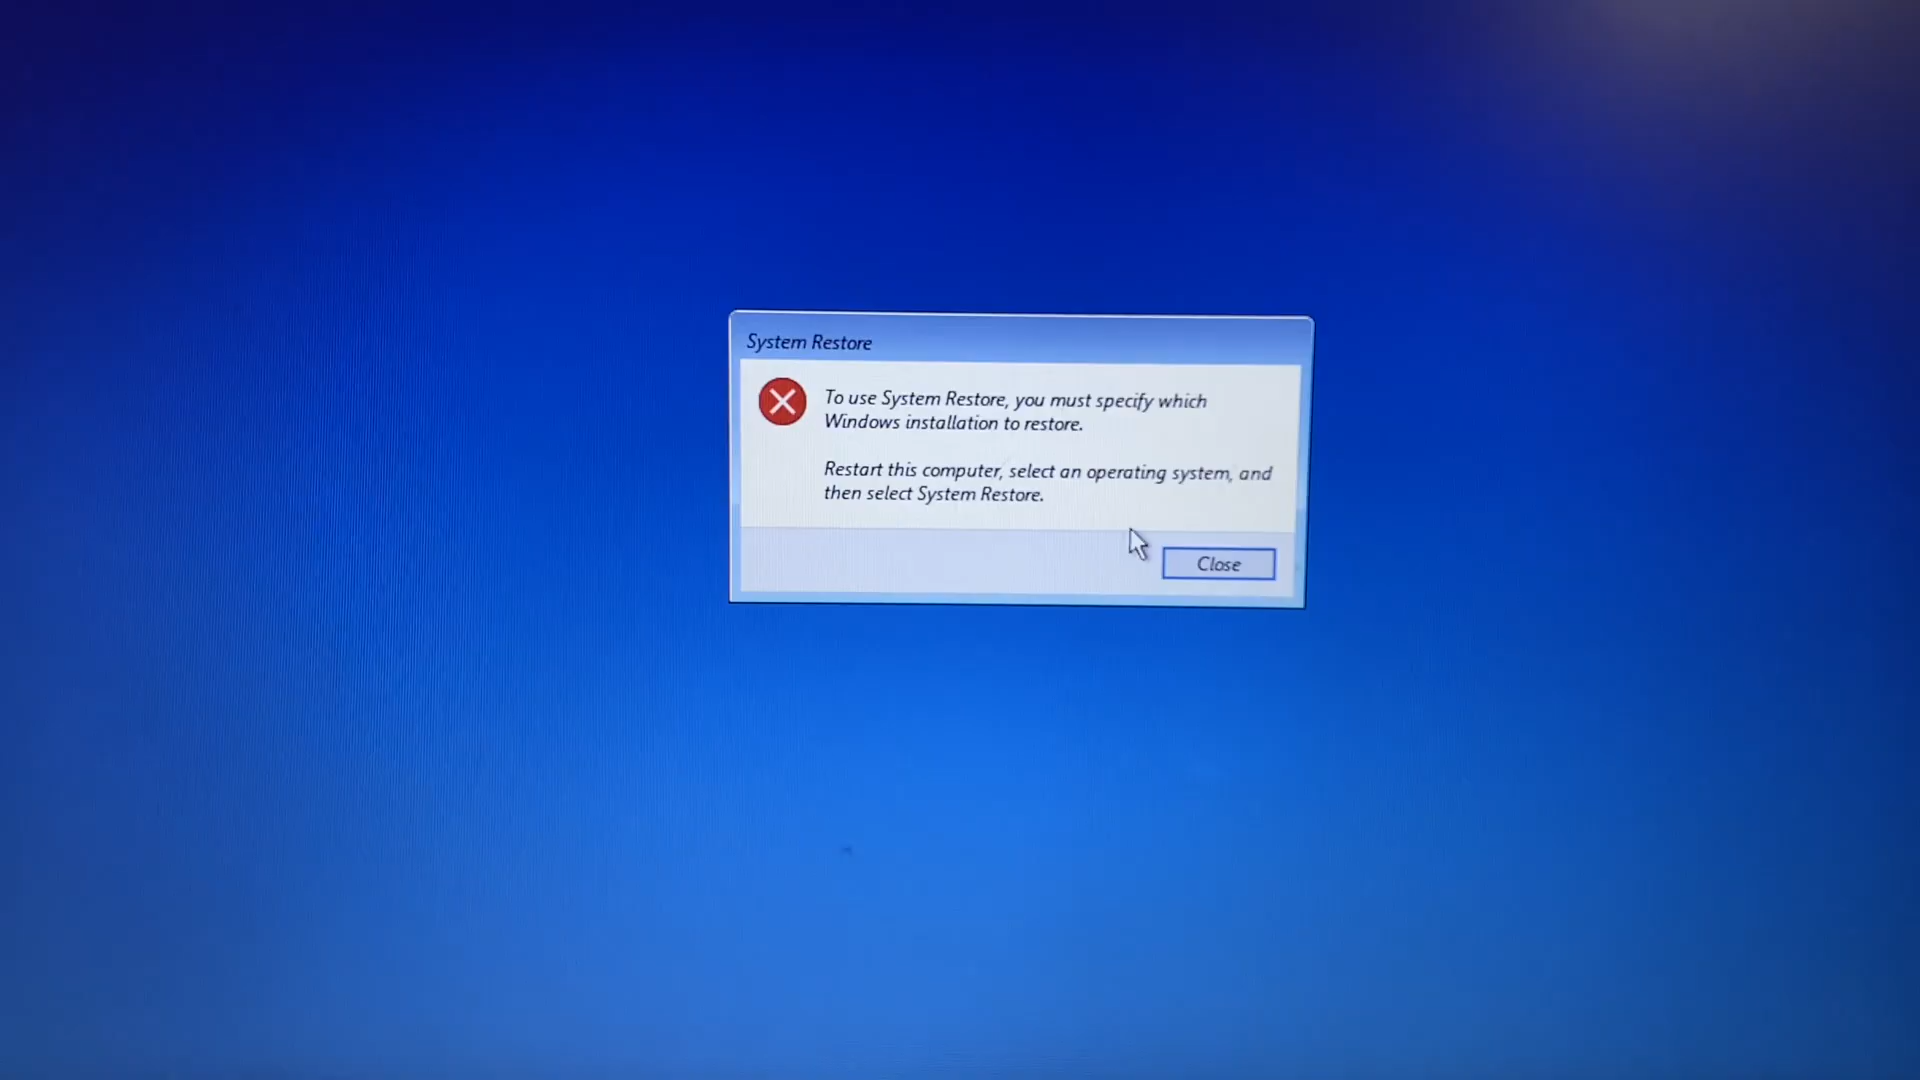 System Restore
To use System Restore, you must specify which
Windows installation to restore.
Restart this computer, select an operating system, and
then select System Restore.
Close